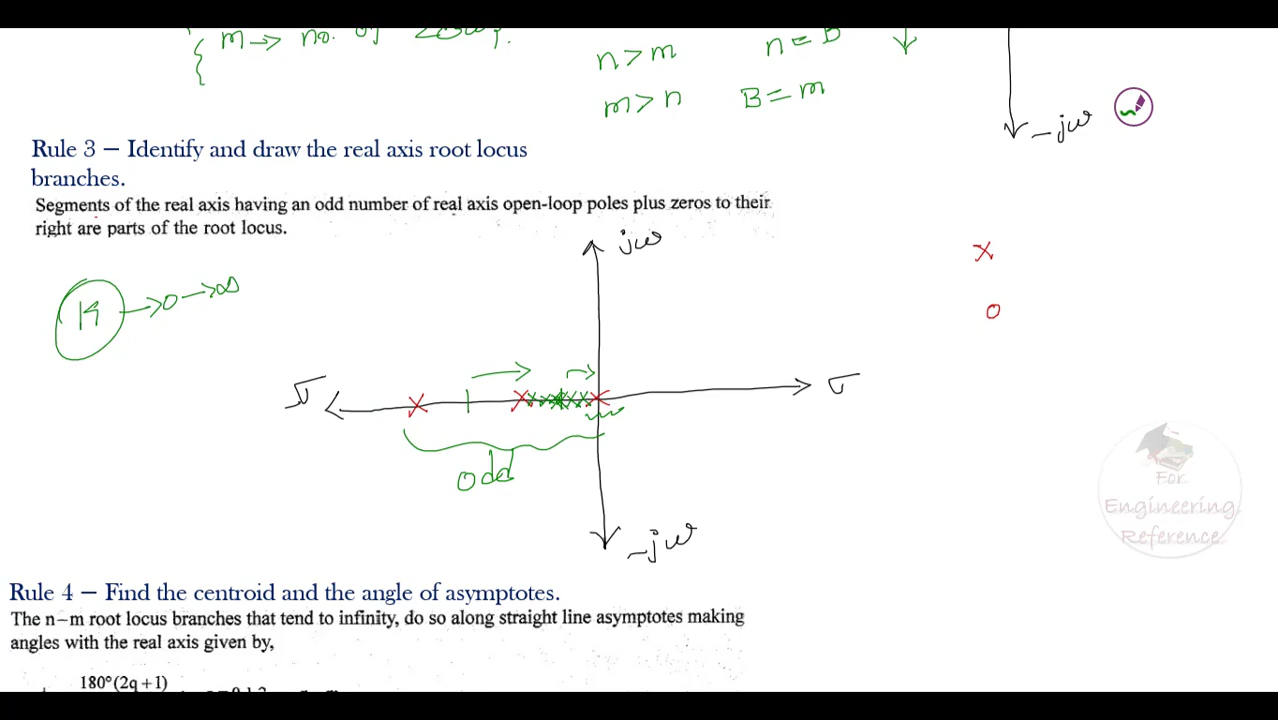 m → no. of
n > m
n = B
m > n
B = m
-jω
Rule 3 – Identify and draw the real axis root locus
branches.
Segments of the real axis having an odd number of real axis open-loop poles plus zeros to their
right are parts of the root locus.
jω
K → 0 → ∞
x
o
σ
odd
-jω
For
Engineering
Reference
Rule 4 – Find the centroid and the angle of asymptotes.
The n−m root locus branches that tend to infinity, do so along straight line asymptotes making
angles with the real axis given by,
180°(2q + 1)